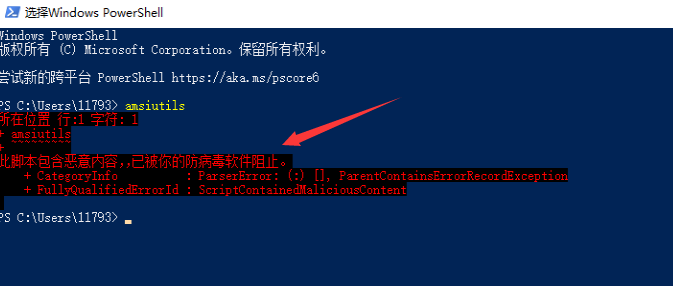 选择Windows PowerShell
Windows PowerShell
版权所有 (C) Microsoft Corporation。保留所有权利。
尝试新的跨平台 PowerShell https://aka.ms/pscore6
PS C:\Users\11793> amsiutils
所在位置 行:1 字符: 1
+ amsiutils
+ ~~~~~~~~~
此脚本包含恶意内容,,已被你的防病毒软件阻止。
+ CategoryInfo : ParserError: (:) [], ParentContainsErrorRecordException
+ FullyQualifiedErrorId : ScriptContainedMaliciousContent
PS C:\Users\11793> _